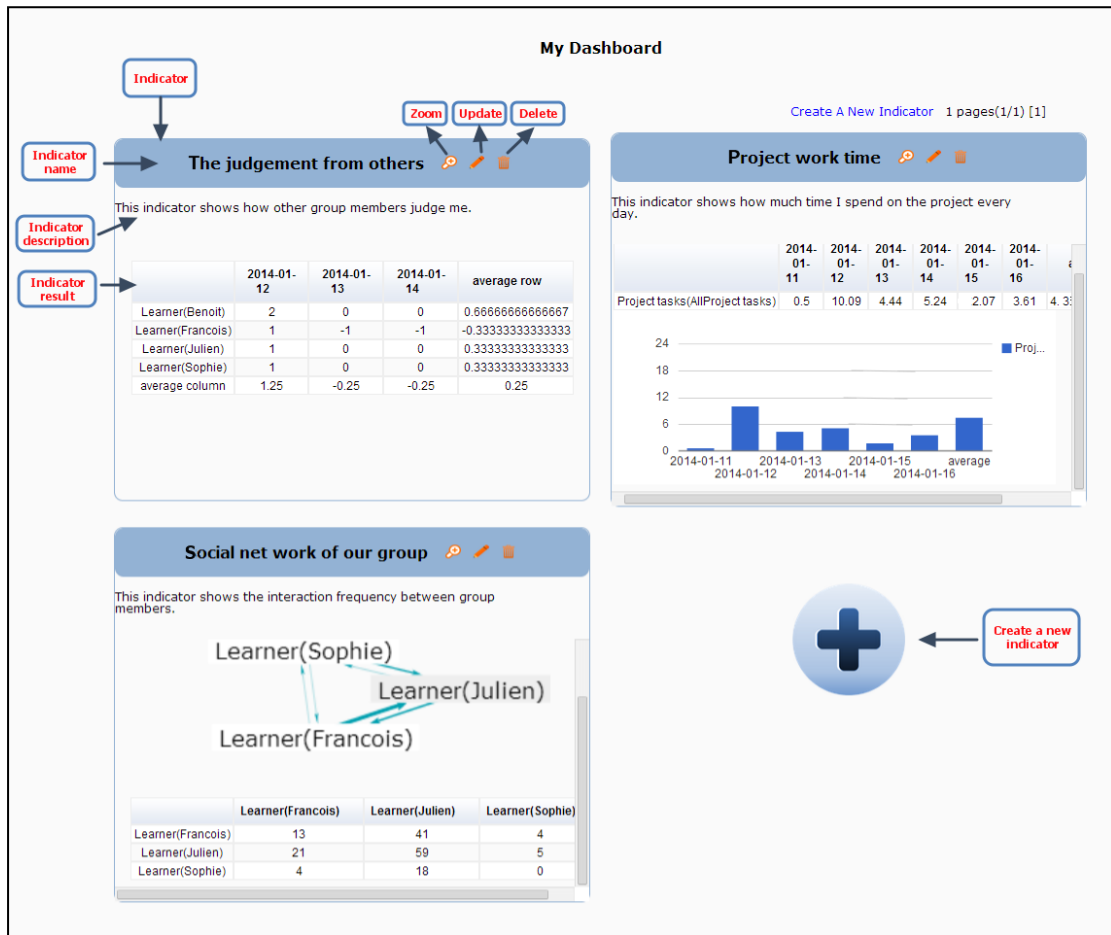 My Dashboard
Indicator
Zoom
Update
Delete
Create A New Indicator 1 pages(1/1) [1]
Indicator
name
The judgement from others
This indicator shows how other group members judge me.
Indicator
description
Indicator
result
2014-01-
12
2014-01-
13
2014-01-
14
average row
Learner(Benoit) 2 0 0 0.66666666666667
Learner(Francois) 1 -1 -1 -0.33333333333333
Learner(Julien) 1 0 0 0.33333333333333
Learner(Sophie) 1 0 0 0.33333333333333
average column 1.25 -0.25 -0.25 0.25
Project work time
This indicator shows how much time I spend on the project every
day.
2014-
01-
11
2014-
01-
12
2014-
01-
13
2014-
01-
14
2014-
01-
15
2014-
01-
16
Project tasks(AllProject tasks) 0.5 10.09 4.44 5.24 2.07 3.61
24
18
12
6
0
Proj...
2014-01-11 2014-01-13 2014-01-15 average
2014-01-12 2014-01-14 2014-01-16
Social net work of our group
This indicator shows the interaction frequency between group
members.
Learner(Sophie)
Learner(Julien)
Learner(Francois)
Learner(Francois) Learner(Julien) Learner(Sophie)
Learner(Francois) 13 41 4
Learner(Julien) 21 59 5
Learner(Sophie) 4 18 0
Create a new
indicator